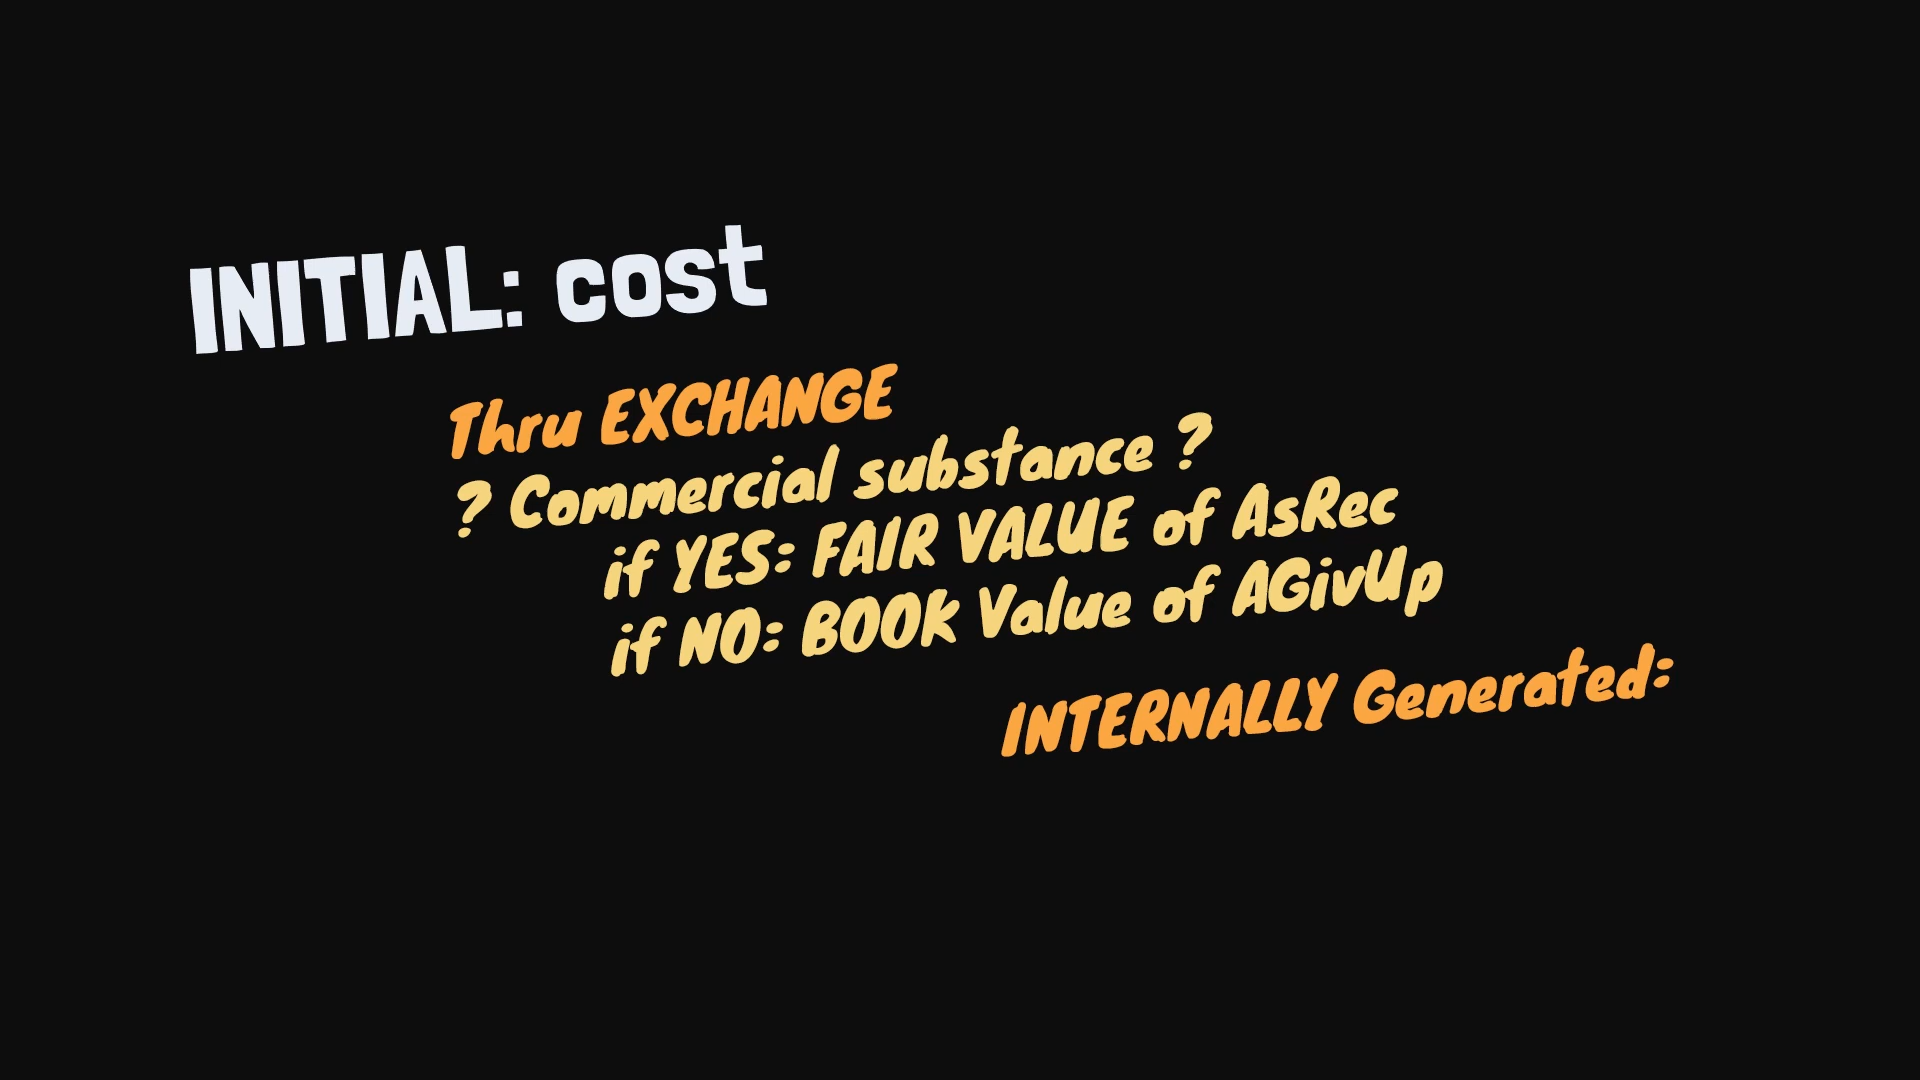 INITIAL: cost
Thru EXCHANGE
? Commercial substance ?
if YES: FAIR VALUE of AsRec
if NO: BOOK Value of AGivUp
INTERNALLY Generated: